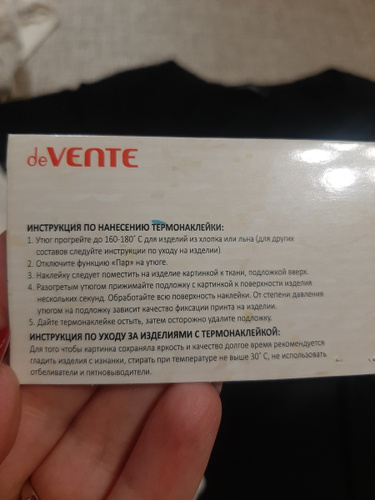 deVENTE
ИНСТРУКЦИЯ ПО НАНЕСЕНИЮ ТЕРМОНАКЛЕЙКИ:
1. Утюг прогрейте до 160-180° С для изделий из хлопка или льна (для других
составов следуйте инструкции по уходу на изделии).
2. Отключите функцию «Пар» на утюге.
3. Наклейку следует поместить на изделие картинкой к ткани, подложкой вверх.
4. Разогретым утюгом прижимайте подложку с картинкой к поверхности изделия
несколько секунд. Обработайте всю поверхность наклейки. От степени давления
утюгом на подложку зависит качество фиксации принта на изделии.
5. Дайте термонаклейке остыть, затем осторожно удалите подложку.
ИНСТРУКЦИЯ ПО УХОДУ ЗА ИЗДЕЛИЯМИ С ТЕРМОНАКЛЕЙКОЙ:
Для того чтобы картинка сохраняла яркость и качество долгое время рекомендуется
гладить изделия с изнанки, стирать при температуре не выше 30° С, не использовать
отбеливатели и пятновыводители.